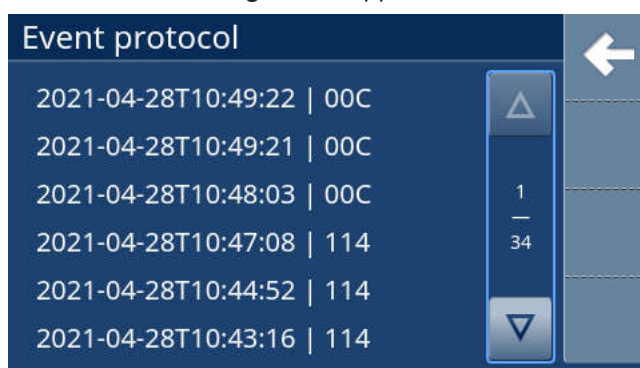 Event protocol
2021-04-28T10:49:22 | 00C
2021-04-28T10:49:21 | 00C
2021-04-28T10:48:03 | 00C
2021-04-28T10:47:08 | 114
2021-04-28T10:44:52 | 114
2021-04-28T10:43:16 | 114
1
34